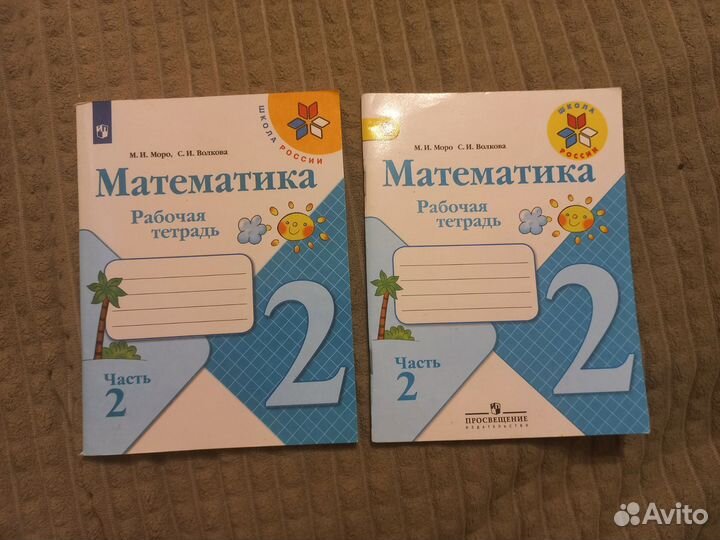 ШКОЛА РОССИИ
М. И. Моро, С. И. Волкова
Математика
Рабочая
тетрадь
2
Часть
2
ШКОЛА
РОССИИ
М. И. Моро С. И. Волкова
Математика
Рабочая
тетрадь
2
Часть
2
ПРОСВЕЩЕНИЕ
ИЗДАТЕЛЬСТВО
Avito